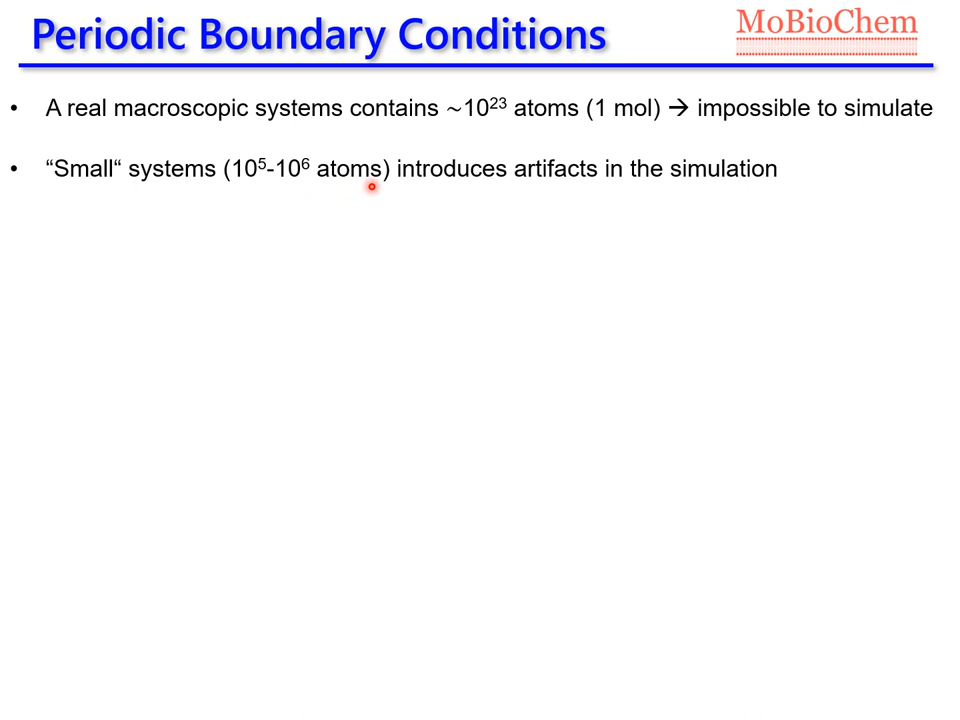 Periodic Boundary Conditions
MoBioChem
• A real macroscopic systems contains ~10²³ atoms (1 mol) → impossible to simulate
• “Small“ systems (10⁵-10⁶ atoms) introduces artifacts in the simulation